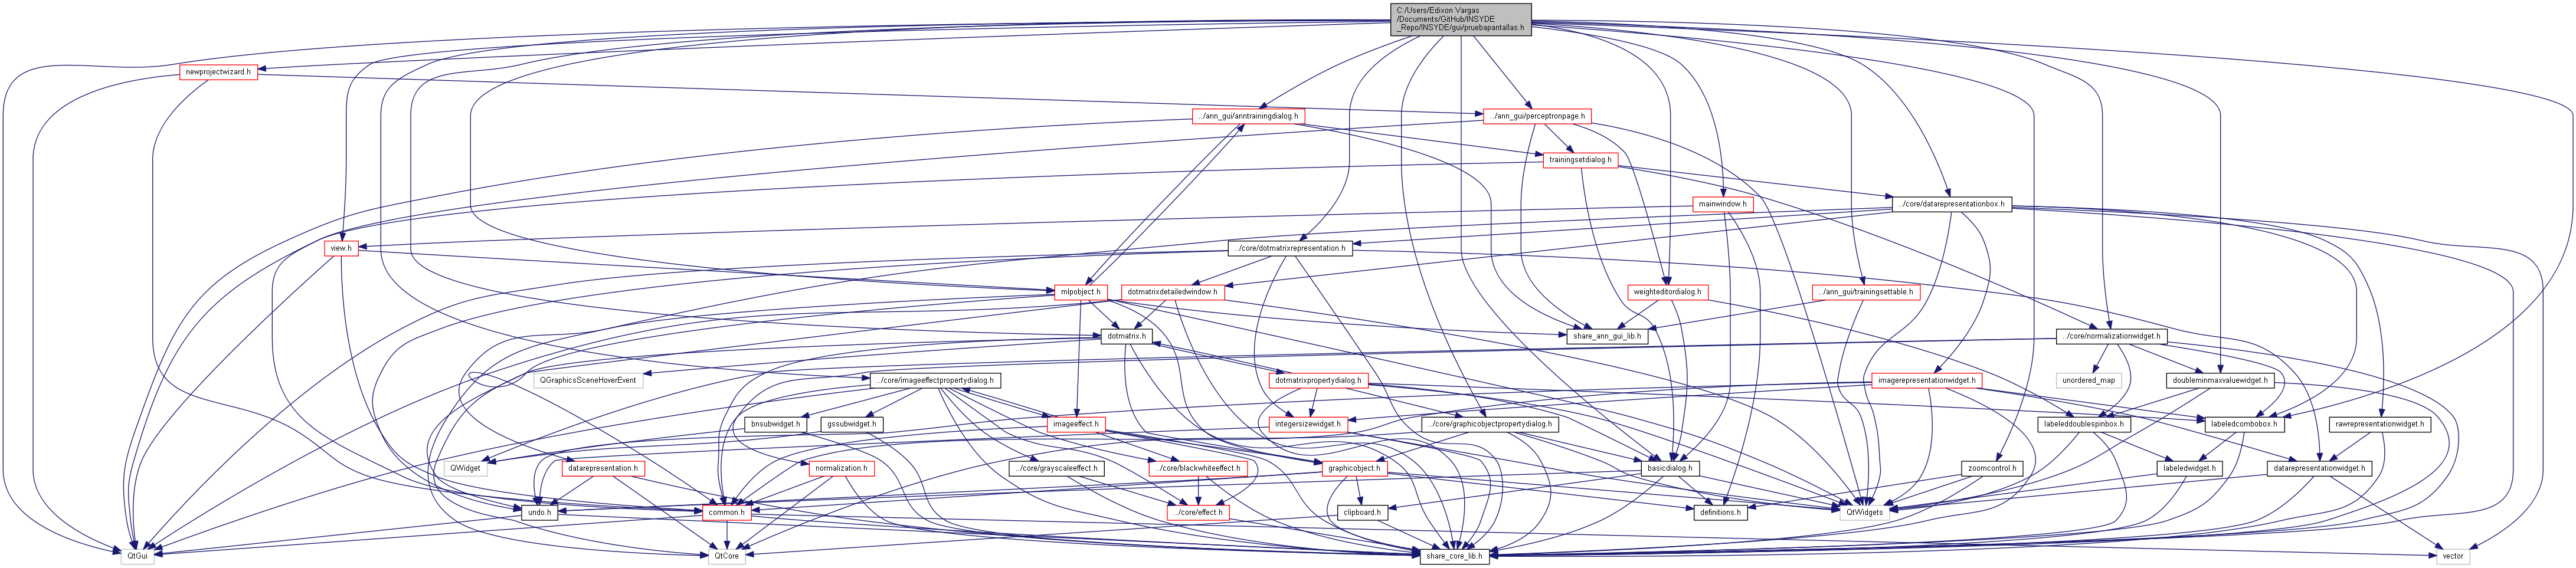 C:/Users/Edixon Vargas
/Documents/GitHub/INSYDE
_Repo/INSYDE/gui/pruebapantallas.h
newprojectwizard.h
../ann_gui/anntrainingdialog.h
../ann_gui/perceptronpage.h
trainingsetdialog.h
mainwindow.h
../core/datarepresentationbox.h
view.h
../core/dotmatrixrepresentation.h
mlpobject.h
dotmatrixdetailedwindow.h
weighteditordialog.h
../ann_gui/trainingsettable.h
dotmatrix.h
share_ann_gui_lib.h
../core/normalizationwidget.h
QGraphicsSceneHoverEvent
../core/imageeffectpropertydialog.h
dotmatrixpropertydialog.h
imagerepresentationwidget.h
unordered_map
doubleminmaxvaluewidget.h
bnsubwidget.h
gssubwidget.h
imageeffect.h
integersizewidget.h
../core/graphicobjectpropertydialog.h
labeleddoublespinbox.h
labeledcombobox.h
rawrepresentationwidget.h
QWidget
datarepresentation.h
normalization.h
../core/grayscaleeffect.h
../core/blackwhiteeffect.h
graphicobject.h
basicdialog.h
zoomcontrol.h
labeledwidget.h
datarepresentationwidget.h
undo.h
common.h
../core/effect.h
clipboard.h
definitions.h
QtWidgets
QtGui
QtCore
share_core_lib.h
vector